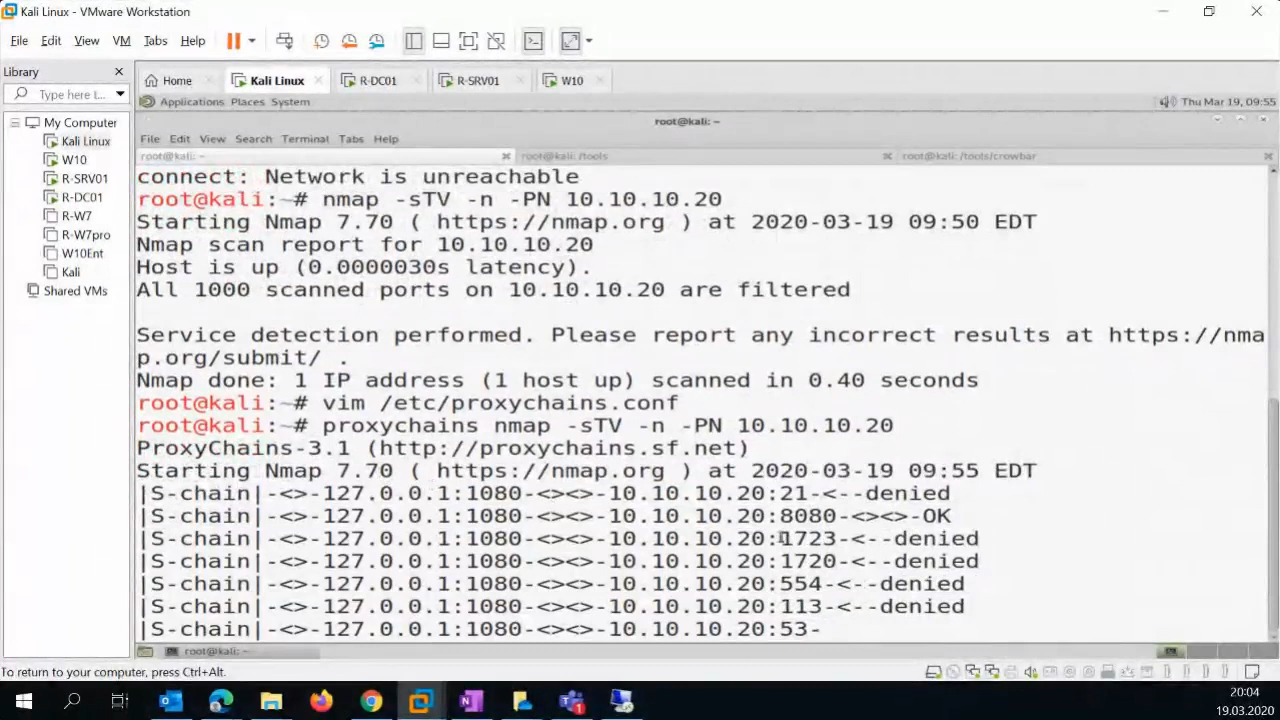 Kali Linux - VMware Workstation
File Edit View VM Tabs Help
Library
Type here t...
Home Kali Linux R-DC01 R-SRV01 W10
My Computer
Kali Linux
W10
R-SRV01
R-DC01
R-W7
R-W7pro
W10Ent
Kali
Shared VMs
Applications Places System
Thu Mar 19, 09:55
root@kali: ~
File Edit View Search Terminal Tabs Help
root@kali: ~ root@kali: /tools root@kali: /tools/crowbar
connect: Network is unreachable
root@kali:~# nmap -sTV -n -PN 10.10.10.20
Starting Nmap 7.70 ( https://nmap.org ) at 2020-03-19 09:50 EDT
Nmap scan report for 10.10.10.20
Host is up (0.0000030s latency).
All 1000 scanned ports on 10.10.10.20 are filtered
Service detection performed. Please report any incorrect results at https://nma
p.org/submit/ .
Nmap done: 1 IP address (1 host up) scanned in 0.40 seconds
root@kali:~# vim /etc/proxychains.conf
root@kali:~# proxychains nmap -sTV -n -PN 10.10.10.20
ProxyChains-3.1 (http://proxychains.sf.net)
Starting Nmap 7.70 ( https://nmap.org ) at 2020-03-19 09:55 EDT
|S-chain|-<>-127.0.0.1:1080-<><>-10.10.10.20:21-<--denied
|S-chain|-<>-127.0.0.1:1080-<><>-10.10.10.20:8080-<><>-OK
|S-chain|-<>-127.0.0.1:1080-<><>-10.10.10.20:1723-<--denied
|S-chain|-<>-127.0.0.1:1080-<><>-10.10.10.20:1720-<--denied
|S-chain|-<>-127.0.0.1:1080-<><>-10.10.10.20:554-<--denied
|S-chain|-<>-127.0.0.1:1080-<><>-10.10.10.20:113-<--denied
|S-chain|-<>-127.0.0.1:1080-<><>-10.10.10.20:53-
root@kali: ~
To return to your computer, press Ctrl+Alt.
20:04
19.03.2020